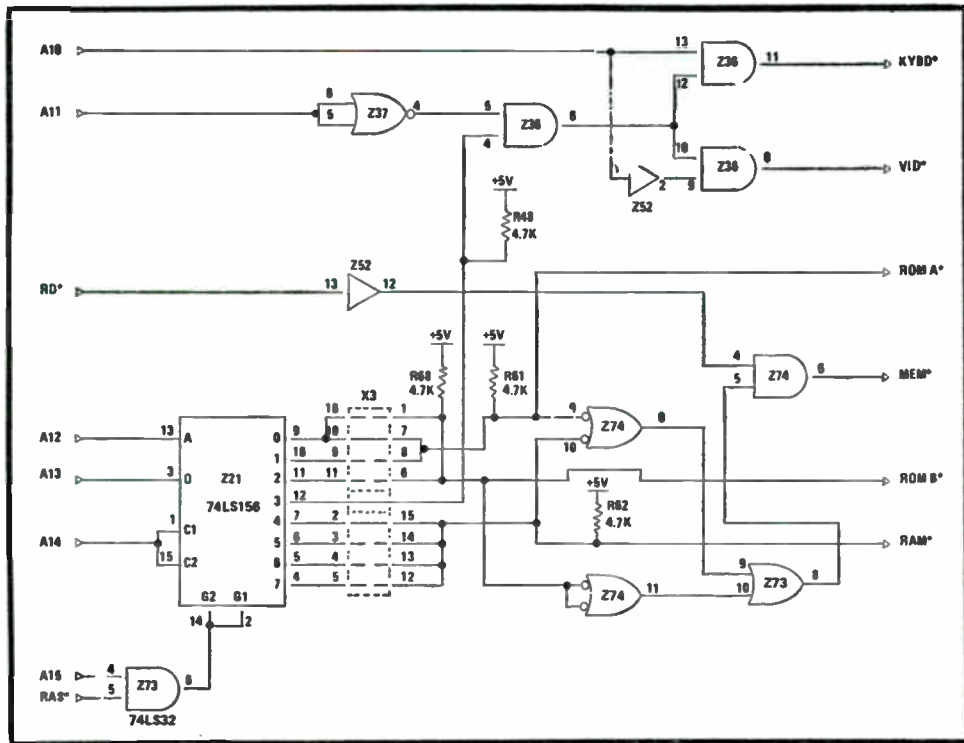 A10
13
Z36
11
KYBD*
12
A11
6
5
Z37
4
5
4
Z36
6
10
9
Z36
8
VID*
2
Z52
+5V
R48
4.7K
ROM A*
RD*
13
Z52
12
+5V
R68
4.7K
+5V
R61
4.7K
4
5
Z74
6
MEM*
X3
16
1
A12
13
A
0
9
10
7
9
10
Z74
8
1
10
9
8
A13
3
D
Z21
74LS156
2
11
11
6
ROM B*
3
12
+5V
R62
4.7K
4
7
2
15
A14
1
C1
15
C2
5
6
3
14
RAM*
6
5
4
13
7
4
5
12
Z74
11
9
10
Z73
8
G2
G1
14
2
A15
4
RAS*
5
Z73
6
74LS32